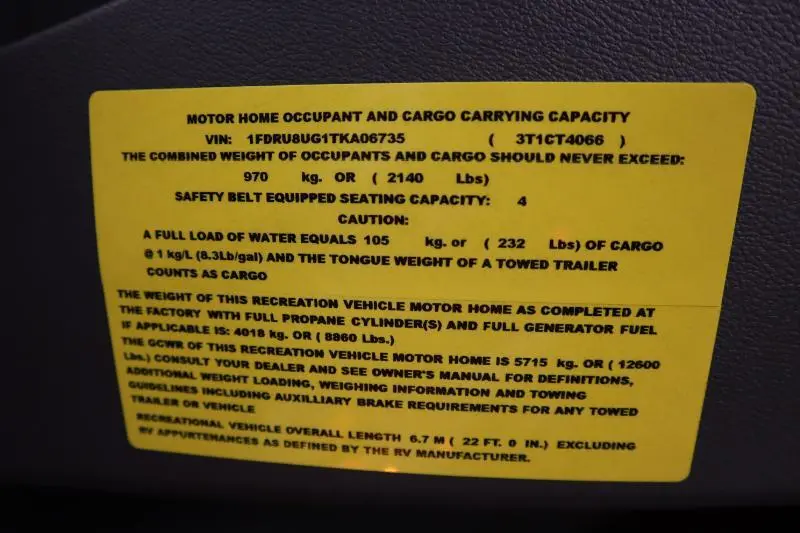 MOTOR HOME OCCUPANT AND CARGO CARRYING CAPACITY
VIN: 1FDRU8UG1TKA06735 ( 3T1CT4066 )
THE COMBINED WEIGHT OF OCCUPANTS AND CARGO SHOULD NEVER EXCEED:
970 kg. OR ( 2140 Lbs)
SAFETY BELT EQUIPPED SEATING CAPACITY: 4
CAUTION:
A FULL LOAD OF WATER EQUALS 105 kg. or ( 232 Lbs) OF CARGO
@ 1 kg/L (8.3Lb/gal) AND THE TONGUE WEIGHT OF A TOWED TRAILER
COUNTS AS CARGO
THE WEIGHT OF THIS RECREATION VEHICLE MOTOR HOME AS COMPLETED AT
THE FACTORY WITH FULL PROPANE CYLINDER(S) AND FULL GENERATOR FUEL
IF APPLICABLE IS: 4018 kg. OR ( 8860 Lbs.)
THE GCWR OF THIS RECREATION VEHICLE MOTOR HOME IS 5715 kg. OR ( 12600
Lbs.) CONSULT YOUR DEALER AND SEE OWNER'S MANUAL FOR DEFINITIONS,
ADDITIONAL WEIGHT LOADING, WEIGHING INFORMATION AND TOWING
GUIDELINES INCLUDING AUXILLIARY BRAKE REQUIREMENTS FOR ANY TOWED
TRAILER OR VEHICLE
RECREATIONAL VEHICLE OVERALL LENGTH 6.7 M ( 22 FT. 0 IN.) EXCLUDING
RV APPURTENANCES AS DEFINED BY THE RV MANUFACTURER.